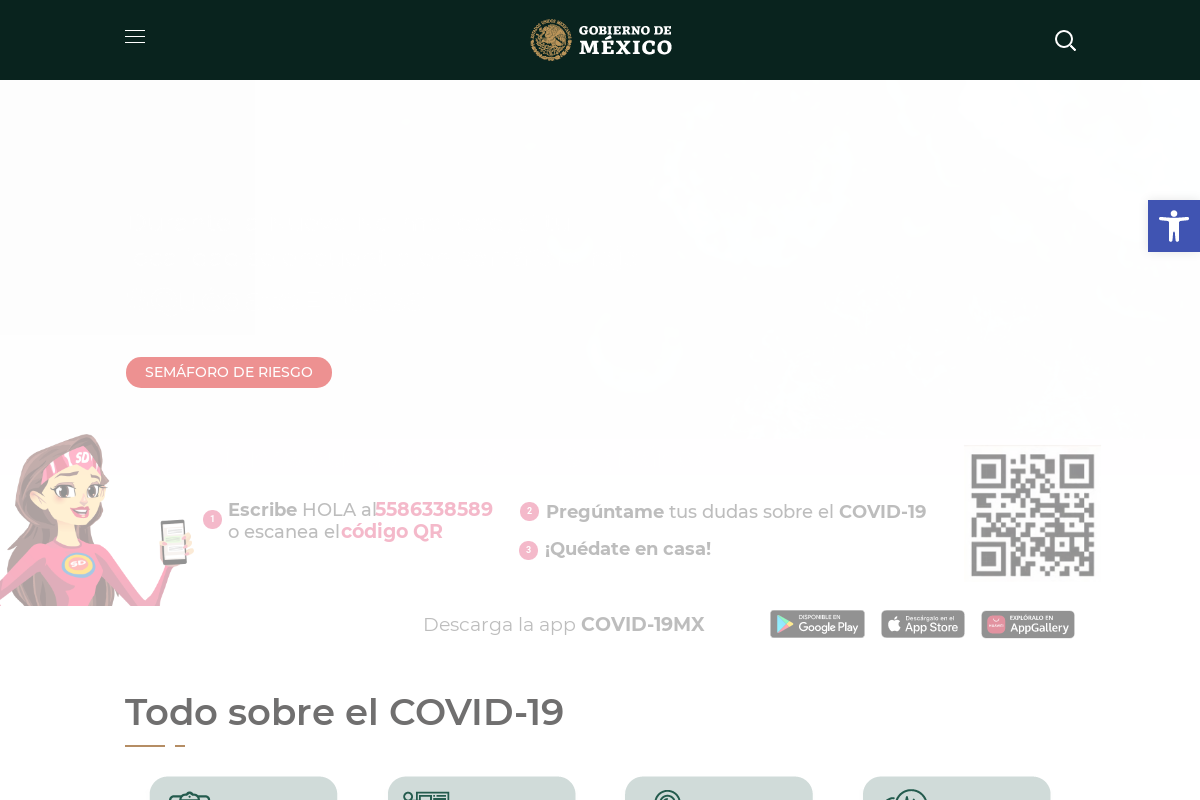 GOBIERNO DE
MÉXICO
SEMÁFORO DE RIESGO
SD
SD
1
Escribe HOLA al 5586338589
o escanea el código QR
2
Pregúntame tus dudas sobre el COVID-19
3
¡Quédate en casa!
Descarga la app COVID-19MX
DISPONIBLE EN
Google Play
Descárgalo en el
App Store
EXPLÓRALO EN
AppGallery
Todo sobre el COVID-19